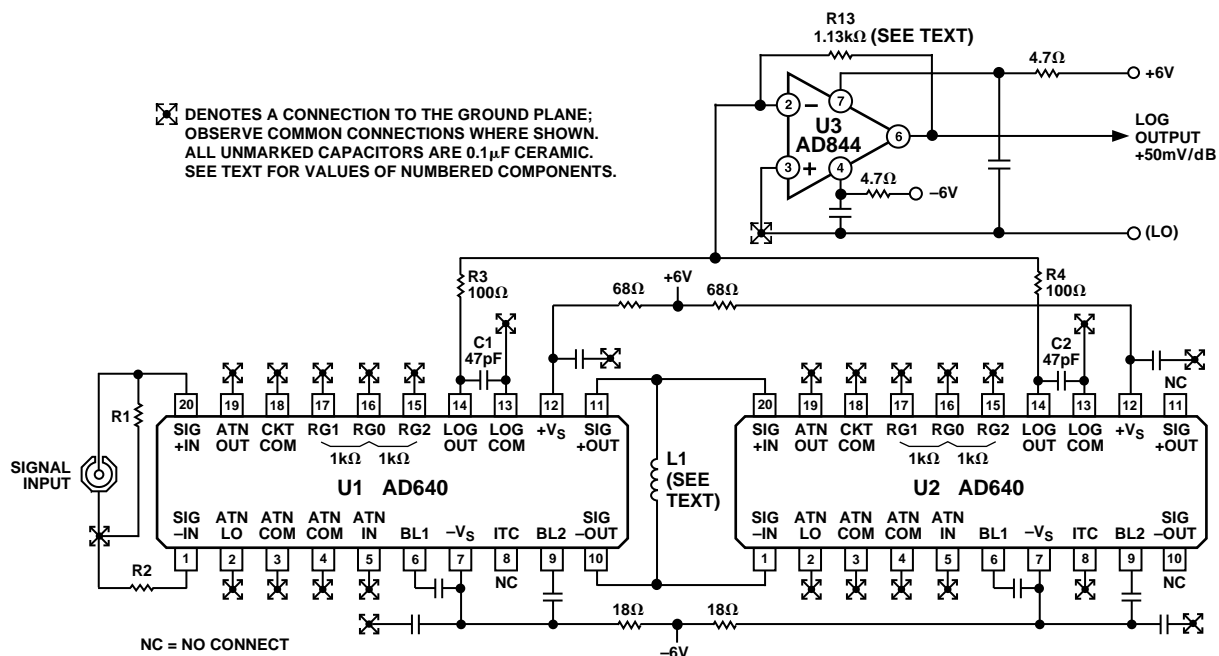 R13
1.13kΩ (SEE TEXT)
4.7Ω
+6V
DENOTES A CONNECTION TO THE GROUND PLANE;
OBSERVE COMMON CONNECTIONS WHERE SHOWN.
ALL UNMARKED CAPACITORS ARE 0.1µF CERAMIC.
SEE TEXT FOR VALUES OF NUMBERED COMPONENTS.
2 – 7
U3
AD844
6
3 + 4
LOG
OUTPUT
+50mV/dB
4.7Ω
–6V
(LO)
R3
100Ω
+6V
68Ω 68Ω
R4
100Ω
C1
47pF
C2
47pF
NC
R1
20 19 18 17 16 15 14 13 12 11
20 19 18 17 16 15 14 13 12 11
SIG +IN
ATN OUT
CKT COM
RG1 RG0 RG2
LOG OUT
LOG COM
+VS
SIG +OUT
1kΩ 1kΩ
SIGNAL
INPUT
U1 AD640
L1
(SEE
TEXT)
SIG +IN
ATN OUT
CKT COM
RG1 RG0 RG2
LOG OUT
LOG COM
+VS
SIG +OUT
1kΩ 1kΩ
U2 AD640
SIG –IN
ATN LO
ATN COM
ATN COM
ATN IN
BL1
–VS
ITC
BL2
SIG –OUT
SIG –IN
ATN LO
ATN COM
ATN COM
ATN IN
BL1
–VS
ITC
BL2
SIG –OUT
1 2 3 4 5 6 7 8 9 10
1 2 3 4 5 6 7 8 9 10
R2
NC
NC
18Ω 18Ω
–6V
NC = NO CONNECT